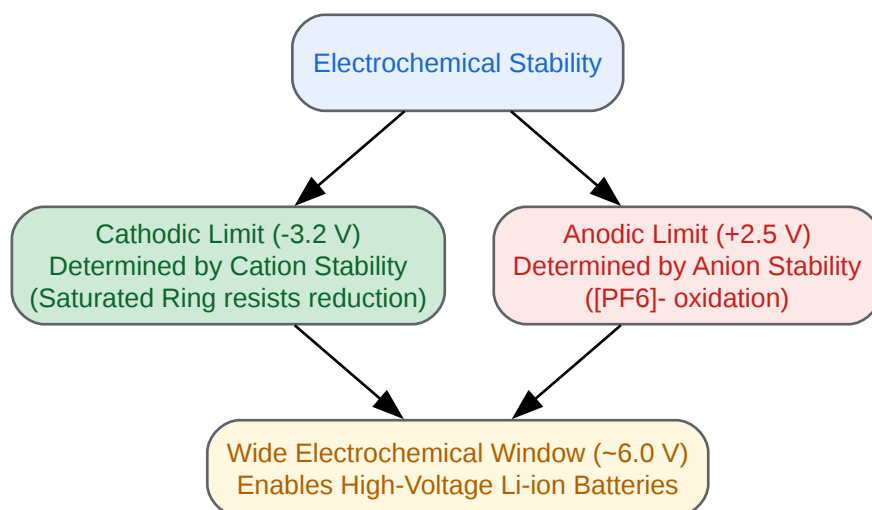 Electrochemical Stability
Cathodic Limit (-3.2 V)
Determined by Cation Stability
(Saturated Ring resists reduction)
Anodic Limit (+2.5 V)
Determined by Anion Stability
([PF6]- oxidation)
Wide Electrochemical Window (~6.0 V)
Enables High-Voltage Li-ion Batteries